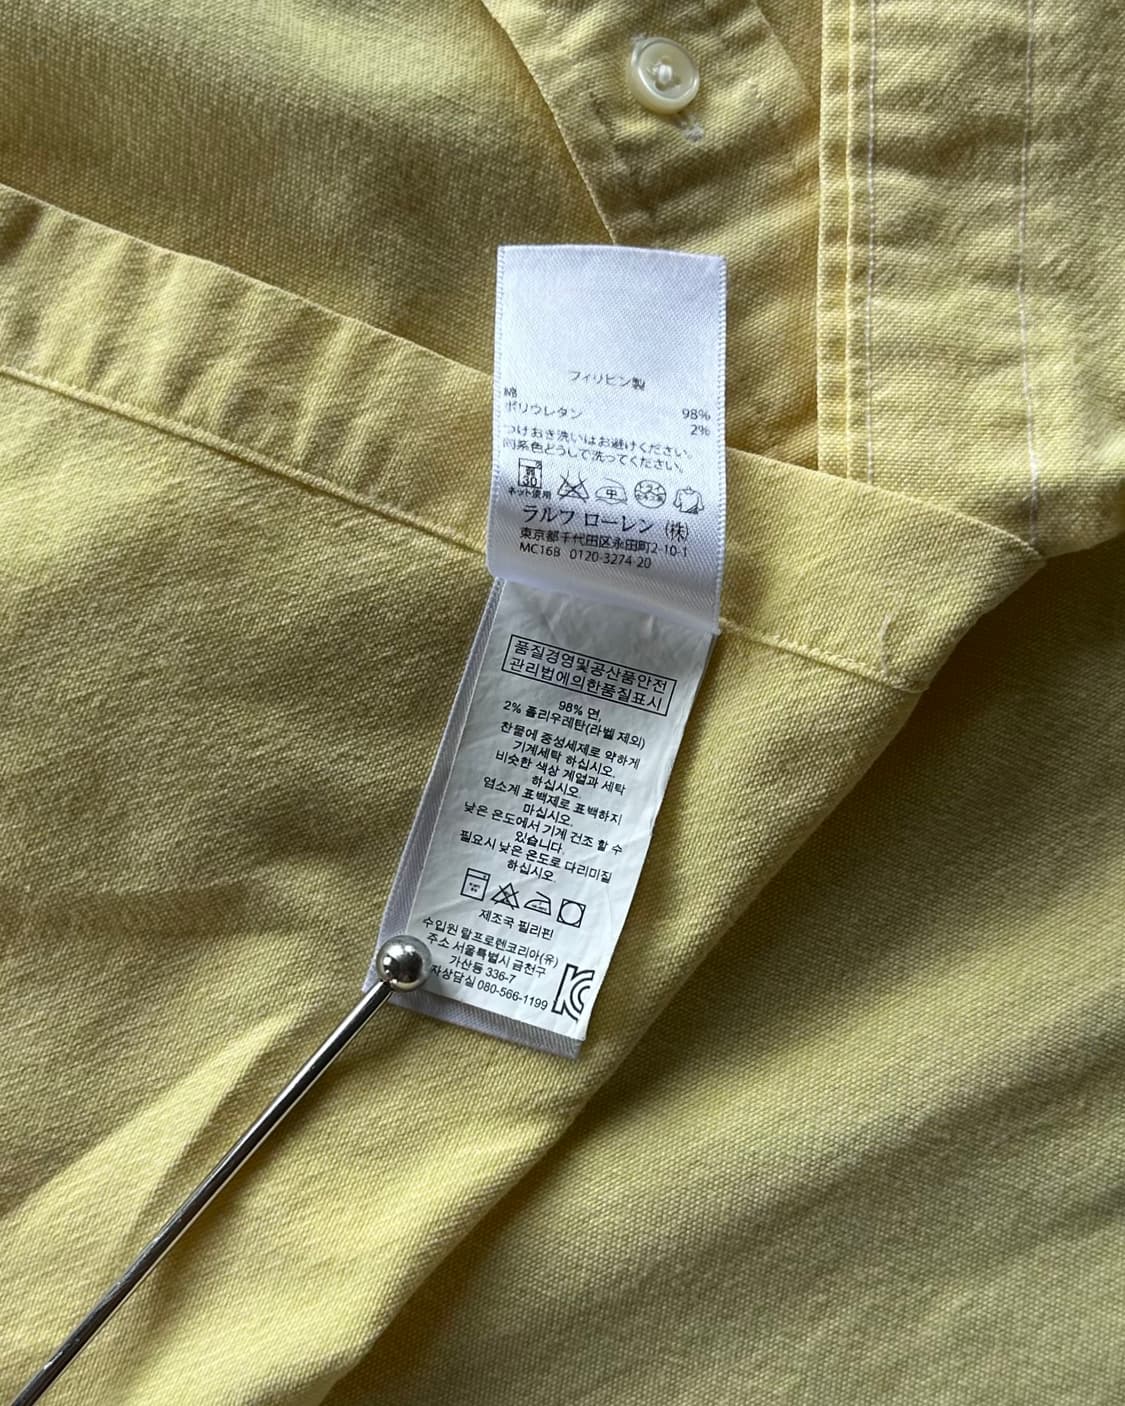 フィリピン製
綿 98%
ポリウレタン 2%
つけおき洗いはお避けください。
同系色どうしで洗ってください。
弱
30
中
ネット使用
ラルフ ローレン (株)
東京都千代田区永田町2-10-1
MC16B 0120-3274-20
품질경영및공산품안전
관리법에의한품질표시
98% 면,
2% 폴리우레탄(라벨 제외)
찬물에 중성세제로 약하게
기계세탁 하십시오.
비슷한 색상 계열과 세탁
하십시오.
염소계 표백제로 표백하지
마십시오.
낮은 온도에서 기계 건조 할 수
있습니다.
필요시 낮은 온도로 다리미질
하십시오.
제조국 필리핀
수입원 랄프로렌코리아(유)
주소 서울특별시 금천구
가산동 336-7
자상담실 080-566-1199